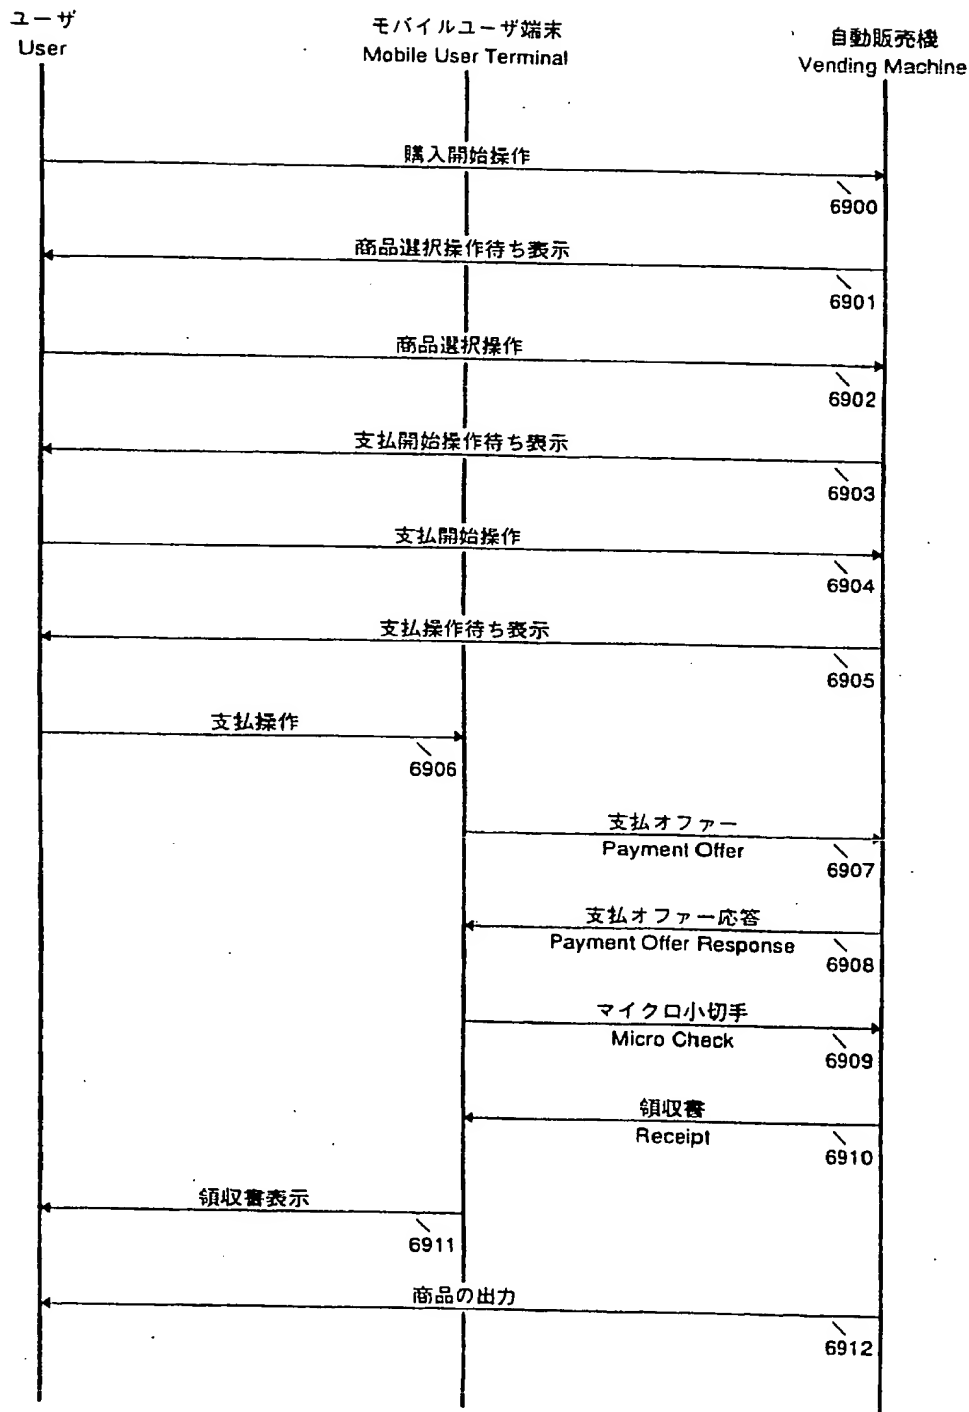 ユーザ
User
モバイルユーザ端末
Mobile User Terminal
自動販売機
Vending Machine
購入開始操作
6900
商品選択操作待ち表示
6901
商品選択操作
6902
支払開始操作待ち表示
6903
支払開始操作
6904
支払操作待ち表示
6905
支払操作
6906
支払オファー
Payment Offer
6907
支払オファー応答
Payment Offer Response
6908
マイクロ小切手
Micro Check
6909
領収書
Receipt
6910
領収書表示
6911
商品の出力
6912